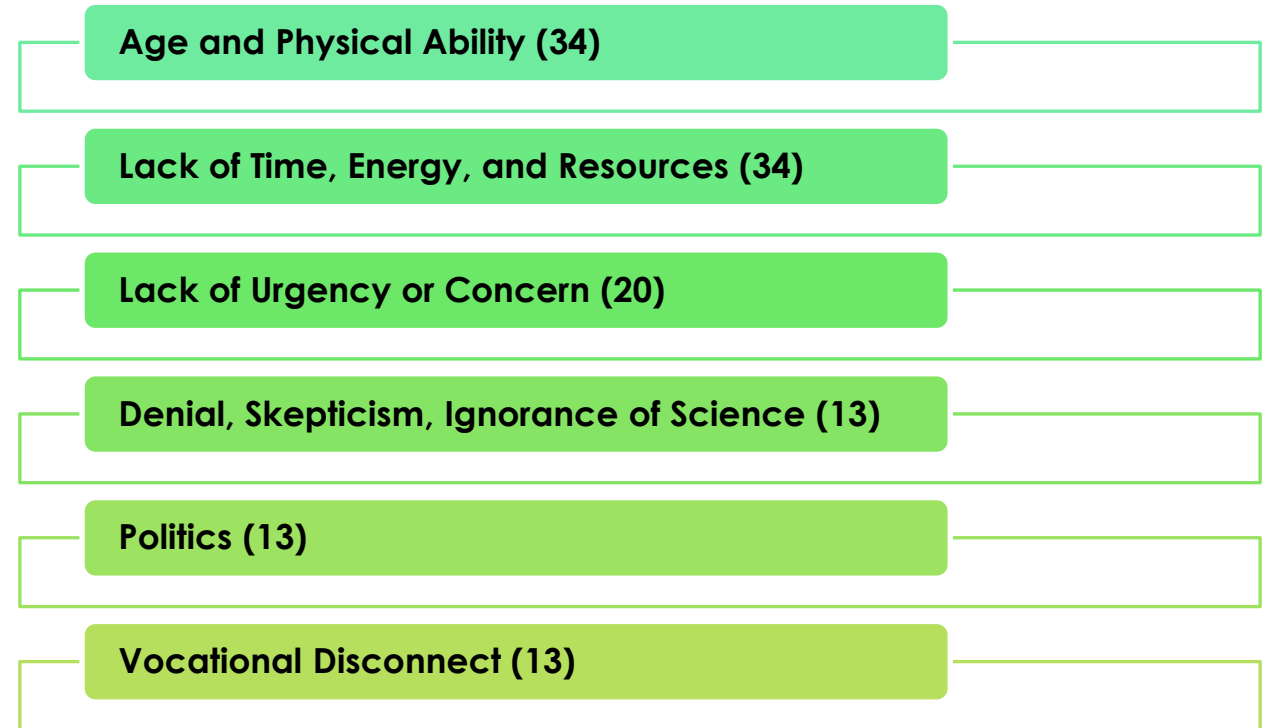 Age and Physical Ability (34)
Lack of Time, Energy, and Resources (34)
Lack of Urgency or Concern (20)
Denial, Skepticism, Ignorance of Science (13)
Politics (13)
Vocational Disconnect (13)